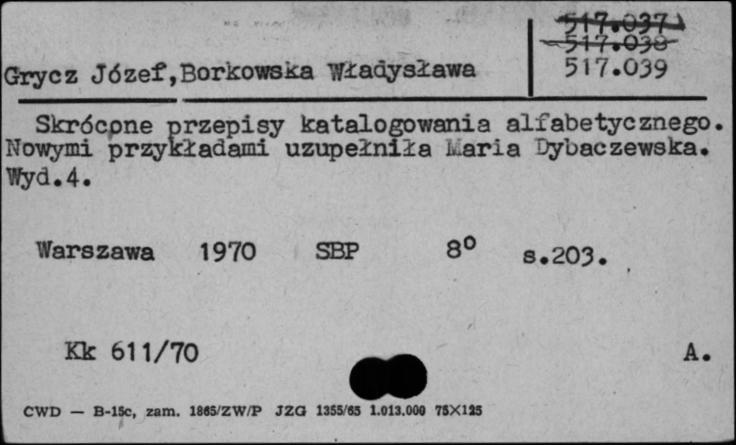 517.037
517.038
Grycz Józef,Borkowska Władysława 517.039
Skrócone przepisy katalogowania alfabetycznego.
Nowymi przykładami uzupełniła Maria Dybaczewska.
Wyd.4.
Warszawa 1970 SBP 8° s.203.
Kk 611/70 A.
CWD — B-15c, zam. 1865/ZW/P JZG 1355/65 1.013.000 75X125